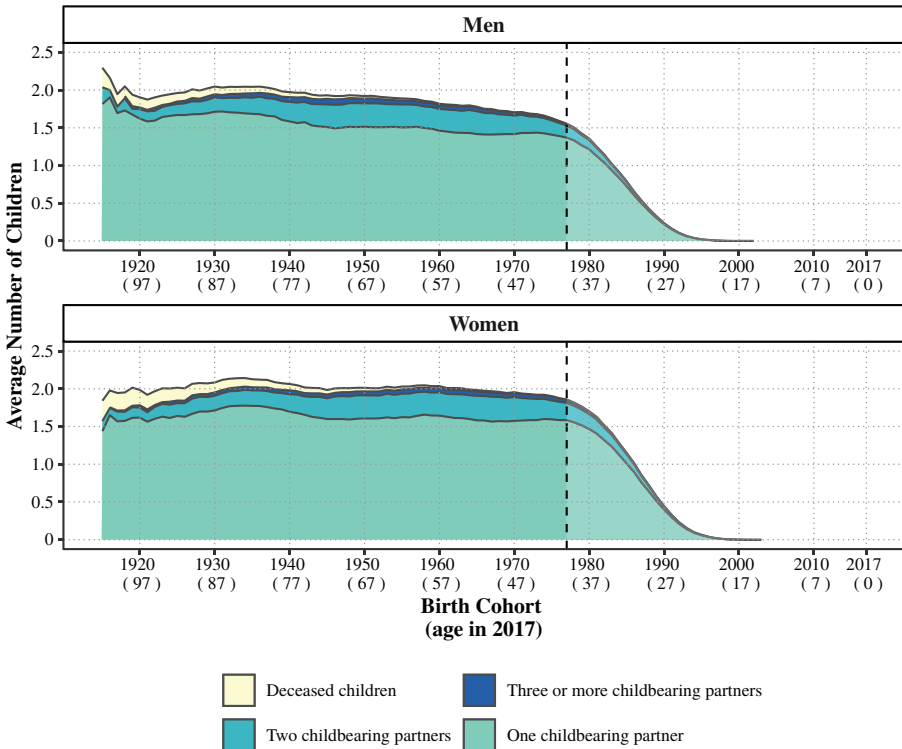 Men
2.5
2.0
1.5
1.0
0.5
0
1920 1930 1940 1950 1960 1970 1980 1990 2000 2010 2017
( 97 ) ( 87 ) ( 77 ) ( 67 ) ( 57 ) ( 47 ) ( 37 ) ( 27 ) ( 17 ) ( 7 ) ( 0 )
Average Number of Children
Women
2.5
2.0
1.5
1.0
0.5
0
1920 1930 1940 1950 1960 1970 1980 1990 2000 2010 2017
( 97 ) ( 87 ) ( 77 ) ( 67 ) ( 57 ) ( 47 ) ( 37 ) ( 27 ) ( 17 ) ( 7 ) ( 0 )
Birth Cohort
(age in 2017)
Deceased children
Three or more childbearing partners
Two childbearing partners
One childbearing partner